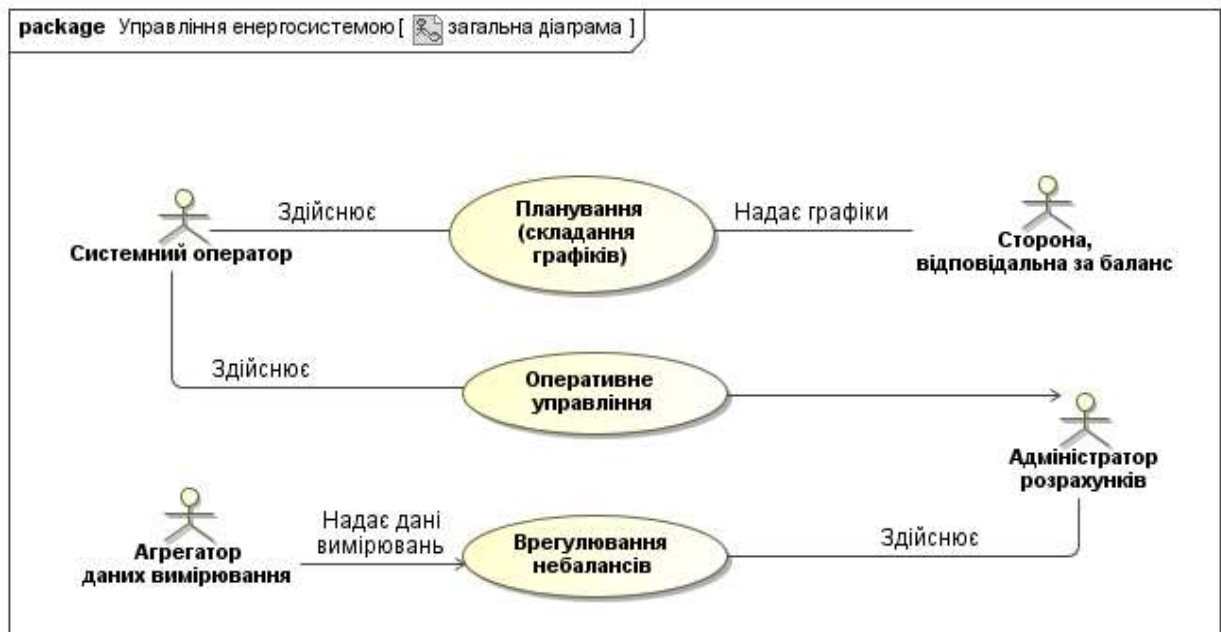 package Управління енергосистемою [ загальна діаграма ]
Системний оператор
Здійснює
Планування
(складання
графіків)
Надає графіки
Сторона,
відповідальна за баланс
Здійснює
Оперативне
управління
Адміністратор
розрахунків
Агрегатор
даних вимірювання
Надає дані
вимірювань
Врегулювання
небалансів
Здійснює